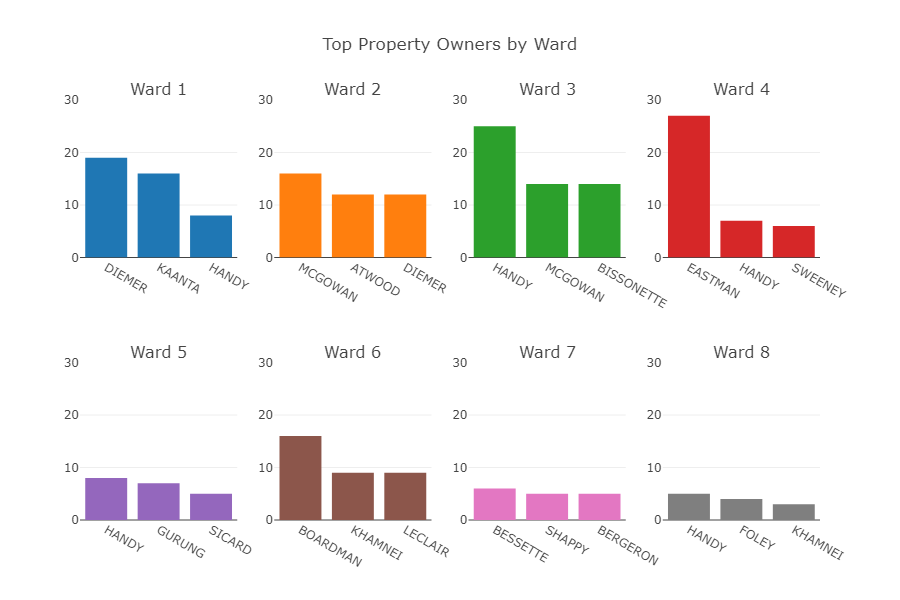 Top Property Owners by Ward
Ward 1
Ward 2
Ward 3
Ward 4
30
20
10
0
30
20
10
0
30
20
10
0
30
20
10
0
DIEMER
KAANTA
HANDY
MCGOWAN
ATWOOD
DIEMER
HANDY
MCGOWAN
BISSONETTE
EASTMAN
HANDY
SWEENEY
Ward 5
Ward 6
Ward 7
Ward 8
30
20
10
0
30
20
10
0
30
20
10
0
30
20
10
0
HANDY
GURUNG
SICARD
BOARDMAN
KHAMNEI
LECLAIR
BESSETTE
SHAPPY
BERGERON
HANDY
FOLEY
KHAMNEI